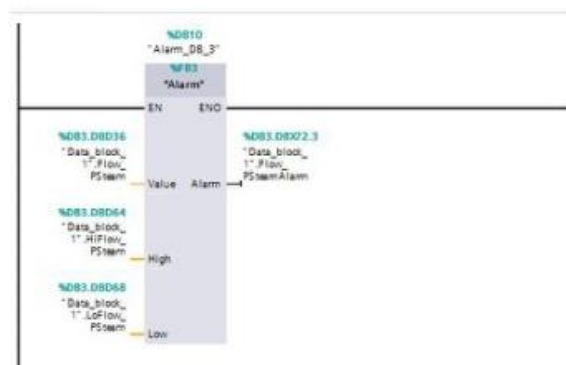 %DB10
"Alarm_DB_3"
%FB3
"Alarm"
EN ENO
%DB3.DBD36
"Data_block_
1".Flow_
PSteam
Value
Alarm
%DB3.DBX72.3
"Data_block_
1".Flow_
PSteamAlarm
%DB3.DBD64
"Data_block_
1".HiFlow_
PSteam
High
%DB3.DBD68
"Data_block_
1".LoFlow_
PSteam
Low